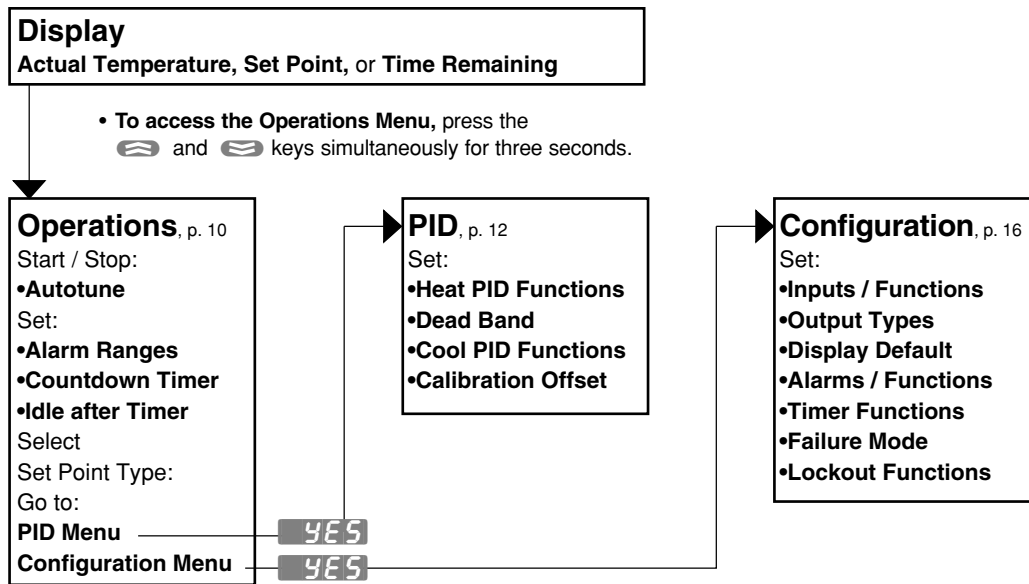 Display
Actual Temperature, Set Point, or Time Remaining
• To access the Operations Menu, press the
and keys simultaneously for three seconds.
Operations, p. 10
Start / Stop:
•Autotune
Set:
•Alarm Ranges
•Countdown Timer
•Idle after Timer
Select
Set Point Type:
Go to:
PID Menu YES
Configuration Menu YES
PID, p. 12
Set:
•Heat PID Functions
•Dead Band
•Cool PID Functions
•Calibration Offset
Configuration, p. 16
Set:
•Inputs / Functions
•Output Types
•Display Default
•Alarms / Functions
•Timer Functions
•Failure Mode
•Lockout Functions